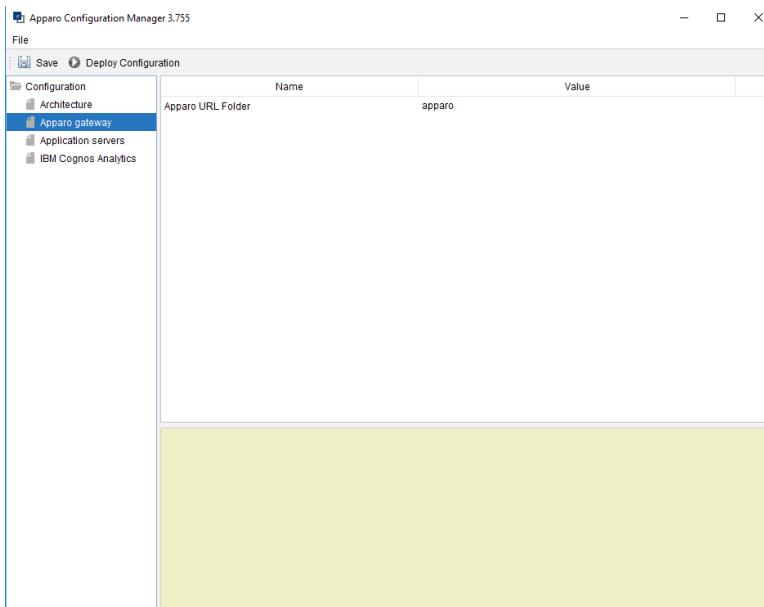 Apparo Configuration Manager 3.755
File
Save Deploy Configuration
Configuration
Architecture
Apparo gateway
Application servers
IBM Cognos Analytics
Name Value
Apparo URL Folder apparo